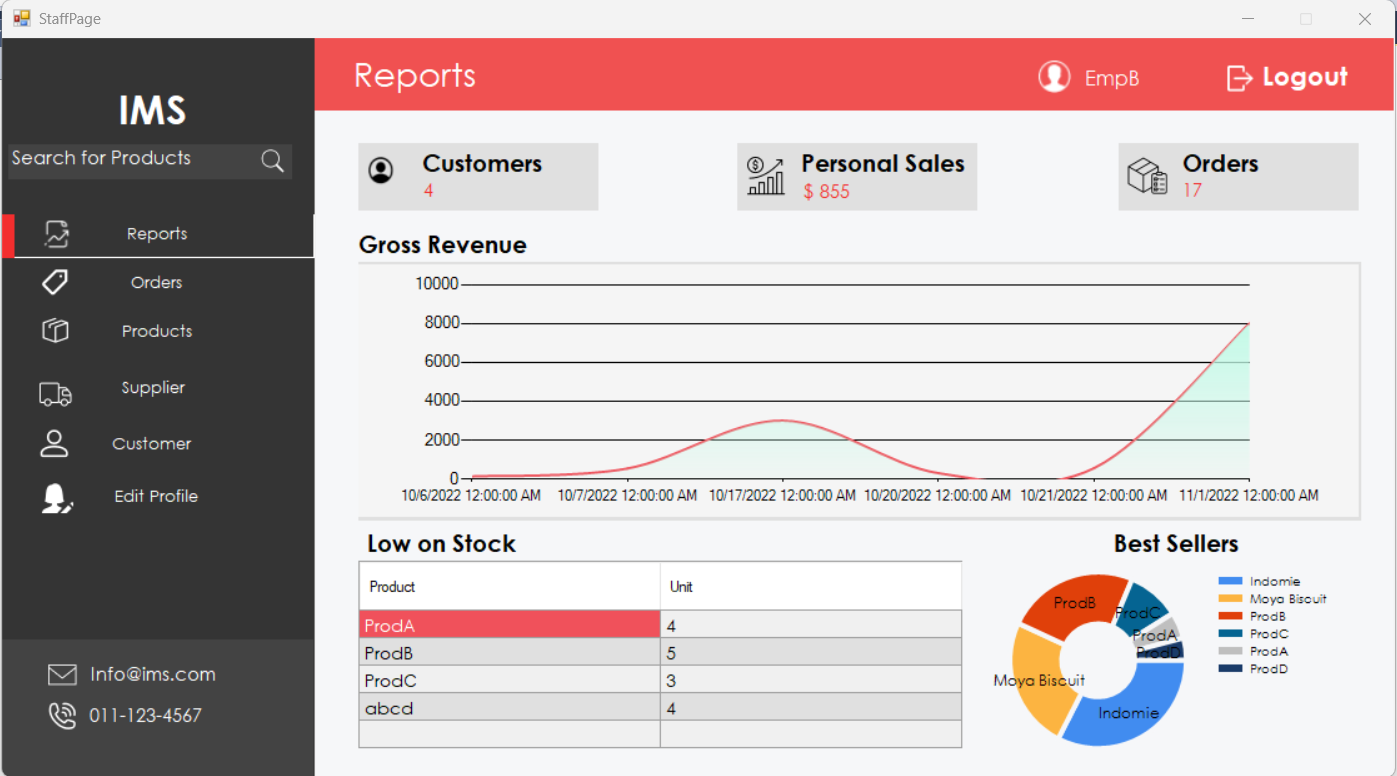 StaffPage
IMS
Search for Products
Reports
Orders
Products
Supplier
Customer
Edit Profile
Info@ims.com
011-123-4567
Reports
EmpB
Logout
Customers
4
Personal Sales
$ 855
Orders
17
Gross Revenue
10000
8000
6000
4000
2000
0
10/6/2022 12:00:00 AM 10/7/2022 12:00:00 AM 10/17/2022 12:00:00 AM 10/20/2022 12:00:00 AM 10/21/2022 12:00:00 AM 11/1/2022 12:00:00 AM
Low on Stock
Product Unit
ProdA 4
ProdB 5
ProdC 3
abcd 4
Best Sellers
ProdB
ProdC
ProdA
ProdD
Moya Biscuit
Indomie
Indomie
Moya Biscuit
ProdB
ProdC
ProdA
ProdD